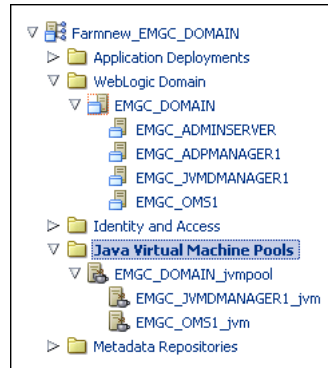 Farmnew_EMGC_DOMAIN
Application Deployments
WebLogic Domain
EMGC_DOMAIN
EMGC_ADMINSERVER
EMGC_ADPMANAGER1
EMGC_JVMDMANAGER1
EMGC_OMS1
Identity and Access
Java Virtual Machine Pools
EMGC_DOMAIN_jvmpool
EMGC_JVMDMANAGER1_jvm
EMGC_OMS1_jvm
Metadata Repositories